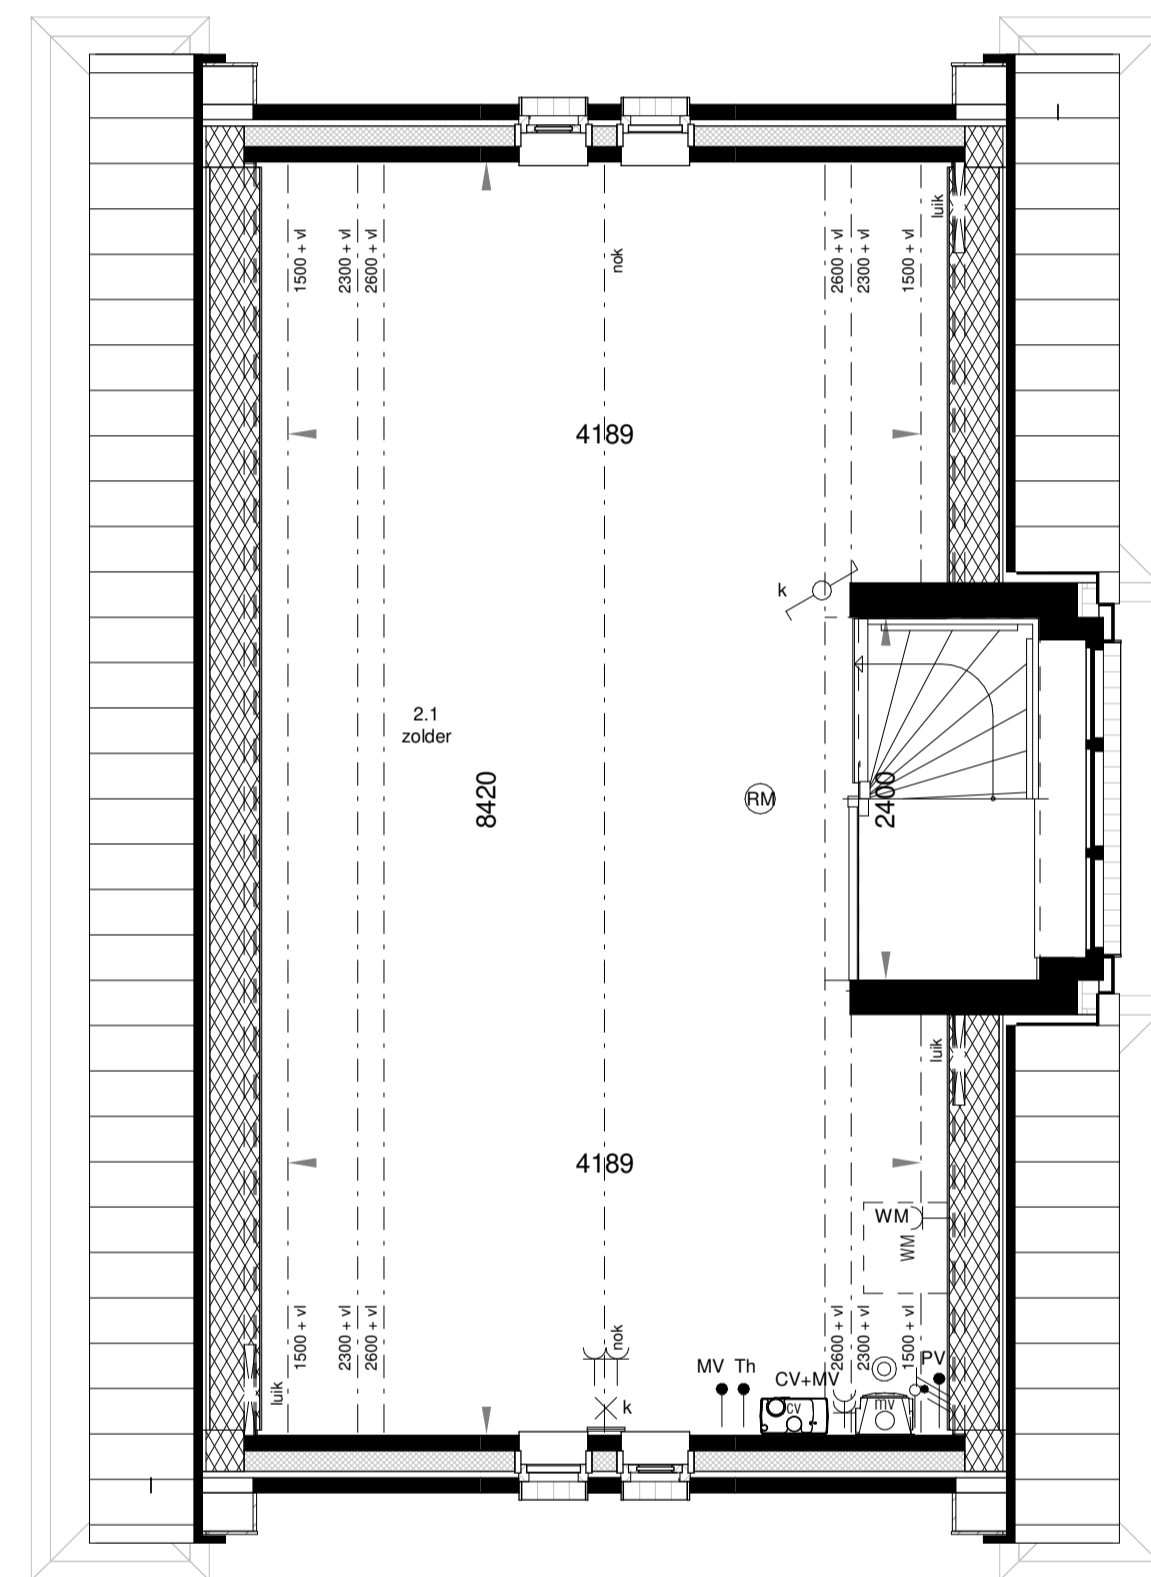 luik
1500 + vl
2300 + vl
2600 + vl
nok
2600 + vl
2300 + vl
1500 + vl
4189
k
2.1
zolder
8420
RM
2400
luik
4189
WM
WM
1500 + vl
2300 + vl
2600 + vl
nok
2600 + vl
2300 + vl
1500 + vl
luik
MV
Th
CV+MV
PV
k
CV
mv